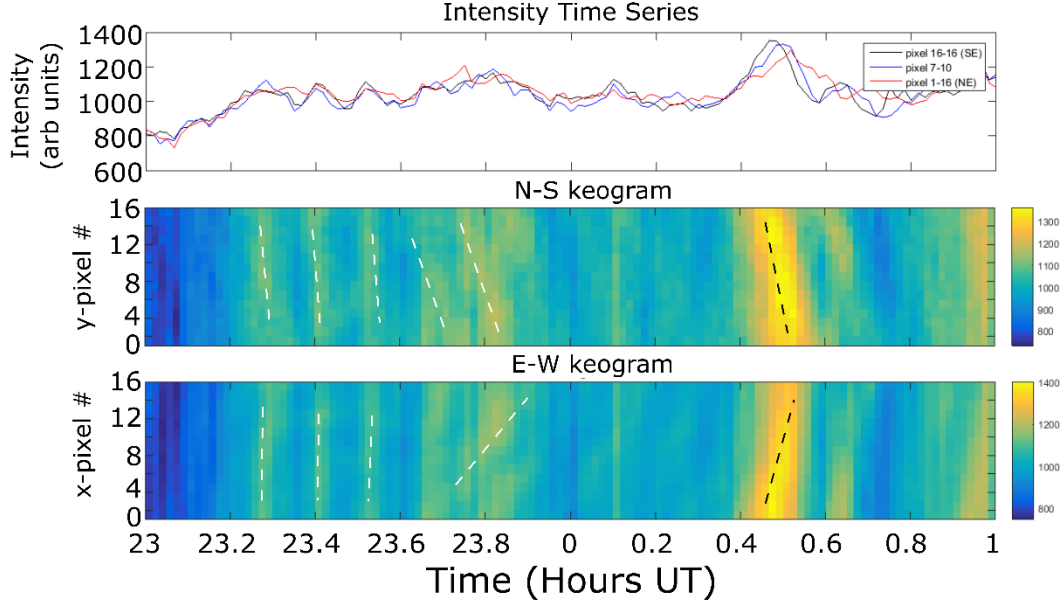 Intensity Time Series
Intensity
(arb units)
1400
1200
1000
800
600
pixel 16-16 (SE)
pixel 7-10
pixel 1-16 (NE)
N-S keogram
y-pixel #
16
12
8
4
0
1300
1200
1100
1000
900
800
E-W keogram
x-pixel #
16
12
8
4
0
1400
1200
1000
800
23 23.2 23.4 23.6 23.8 0 0.2 0.4 0.6 0.8 1
Time (Hours UT)